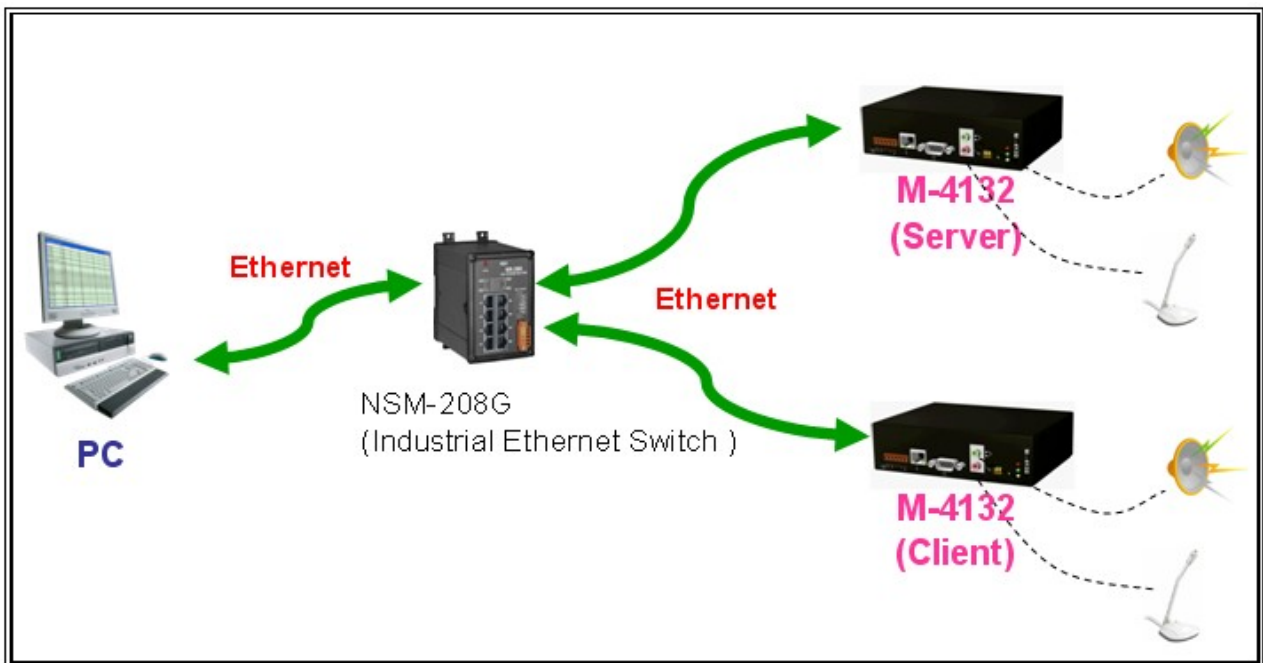 Ethernet
PC
NSM-208G
(Industrial Ethernet Switch )
Ethernet
M-4132
(Server)
M-4132
(Client)